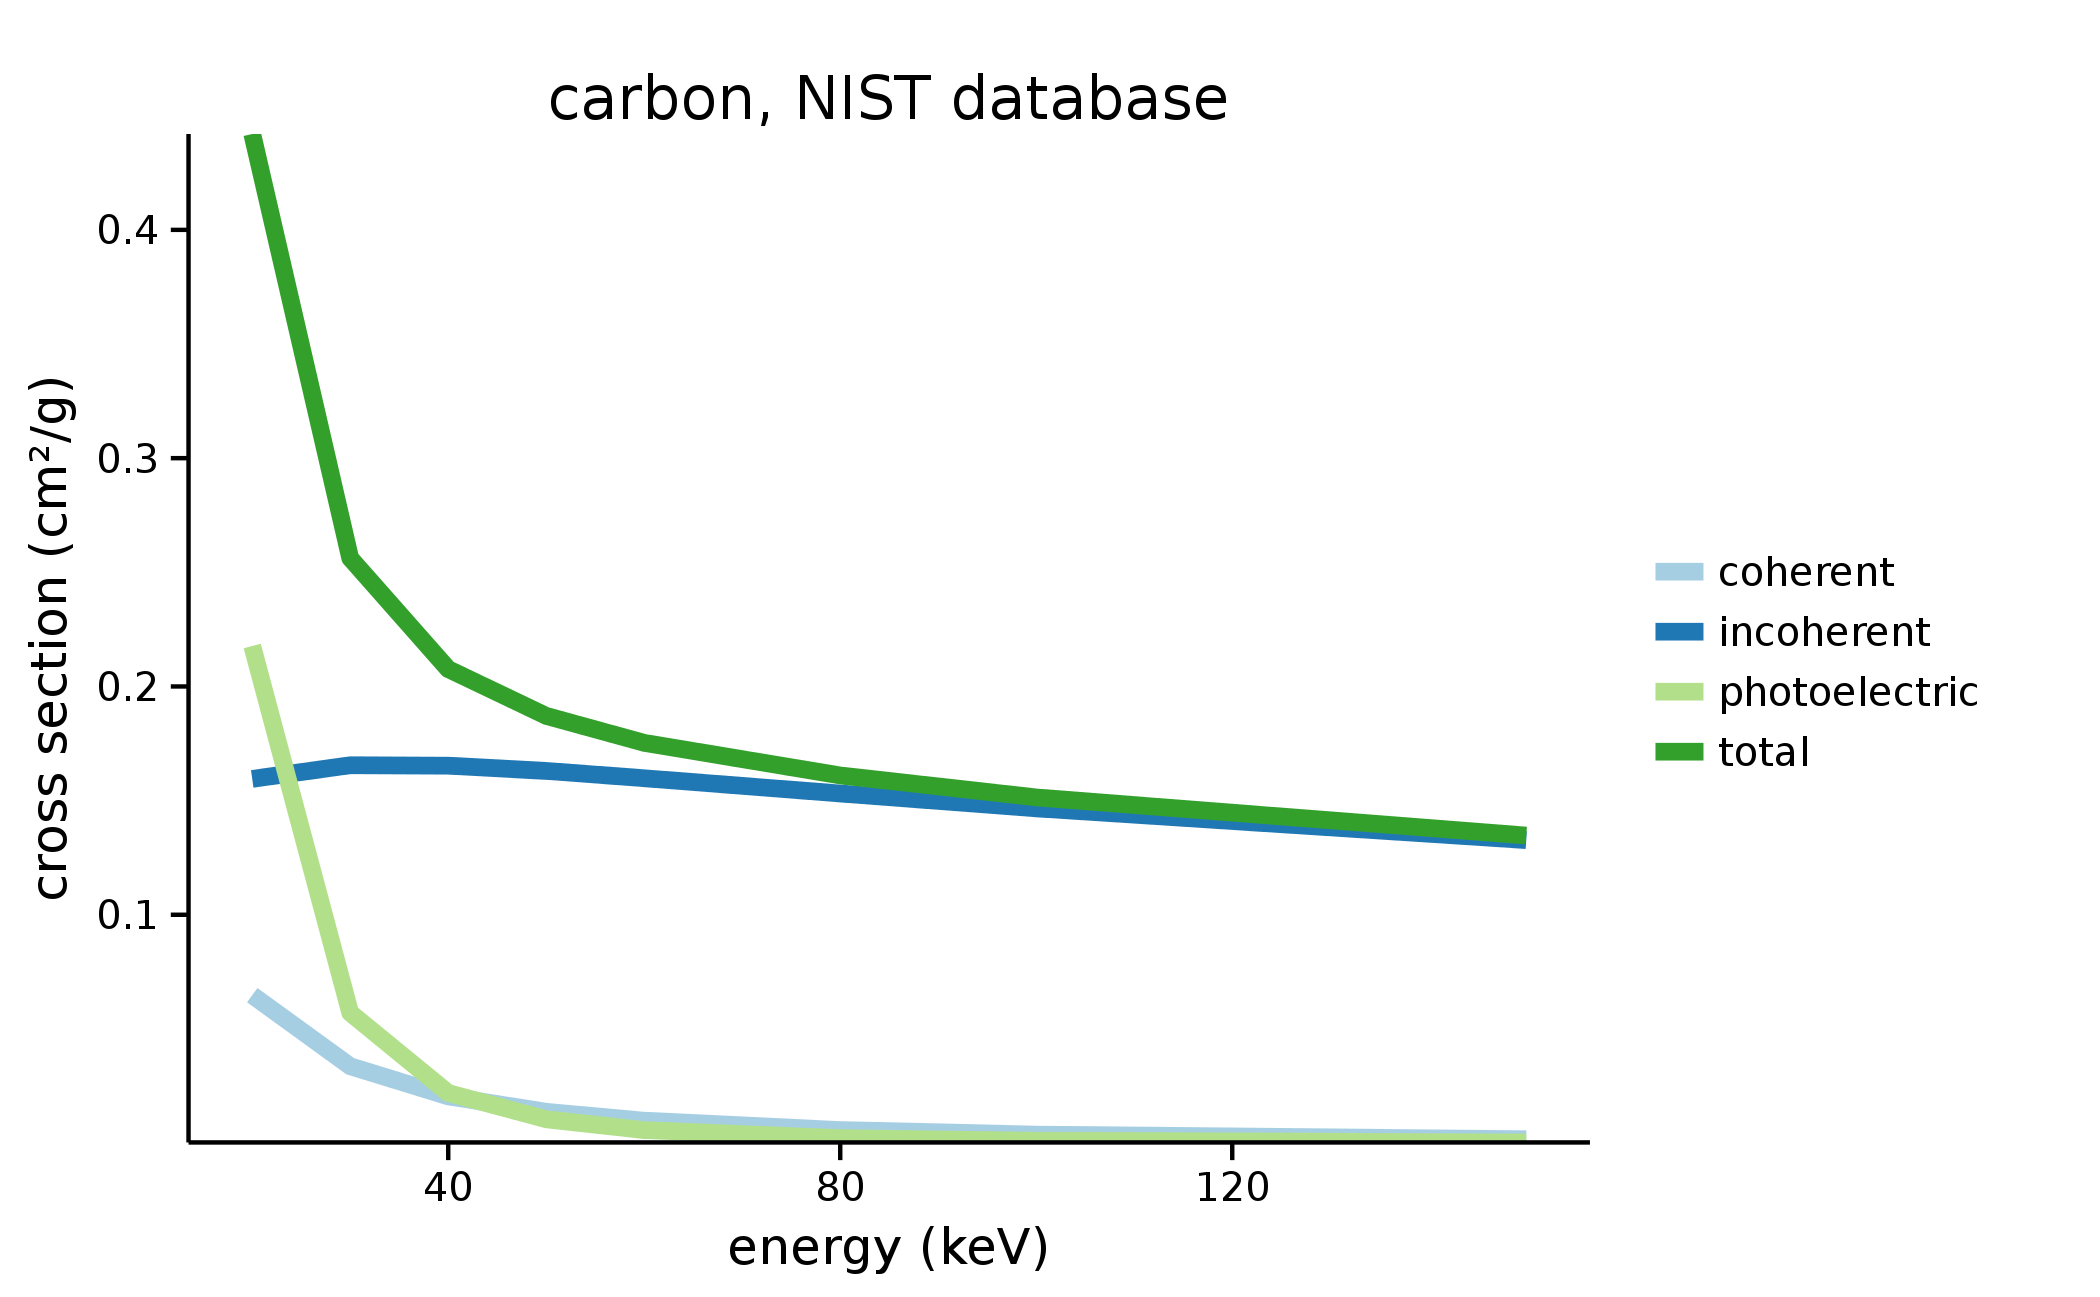 carbon, NIST database
cross section (cm²/g)
0.4
0.3
0.2
0.1
40
80
120
energy (keV)
coherent
incoherent
photoelectric
total